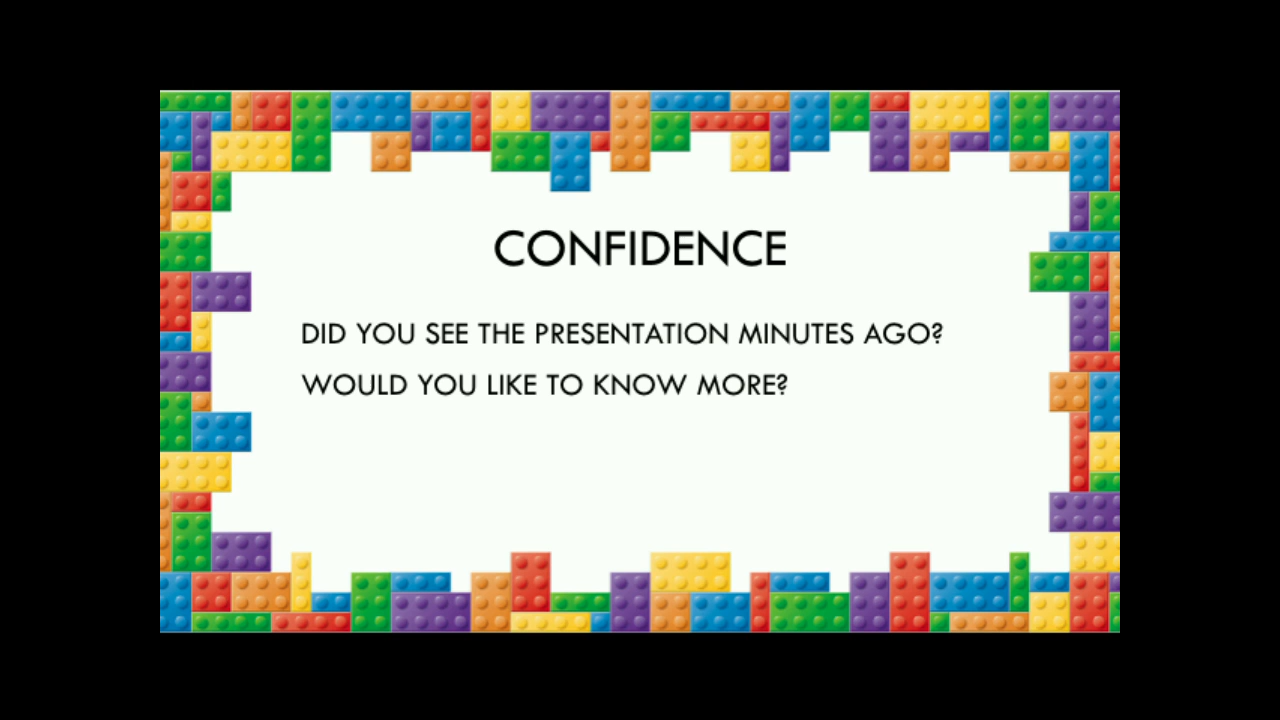 CONFIDENCE
DID YOU SEE THE PRESENTATION MINUTES AGO?
WOULD YOU LIKE TO KNOW MORE?